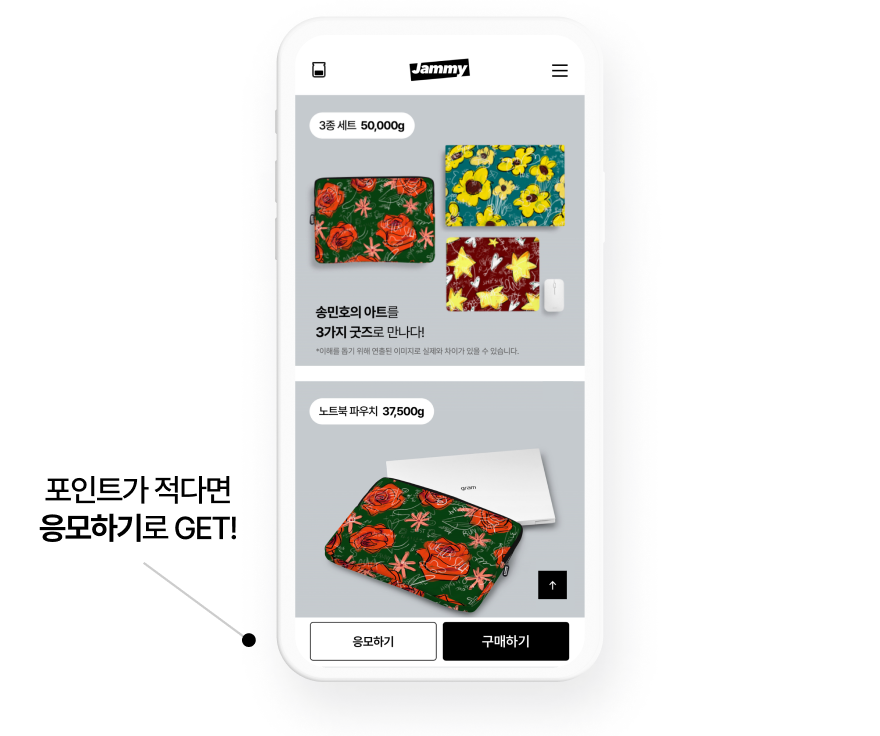 Jammy
3종 세트 50,000g
송민호의 아트를
3가지 굿즈로 만나다!
*이해를 돕기 위해 연출된 이미지로 실제와 차이가 있을 수 있습니다.
노트북 파우치 37,500g
gram
포인트가 적다면
응모하기로 GET!
응모하기
구매하기